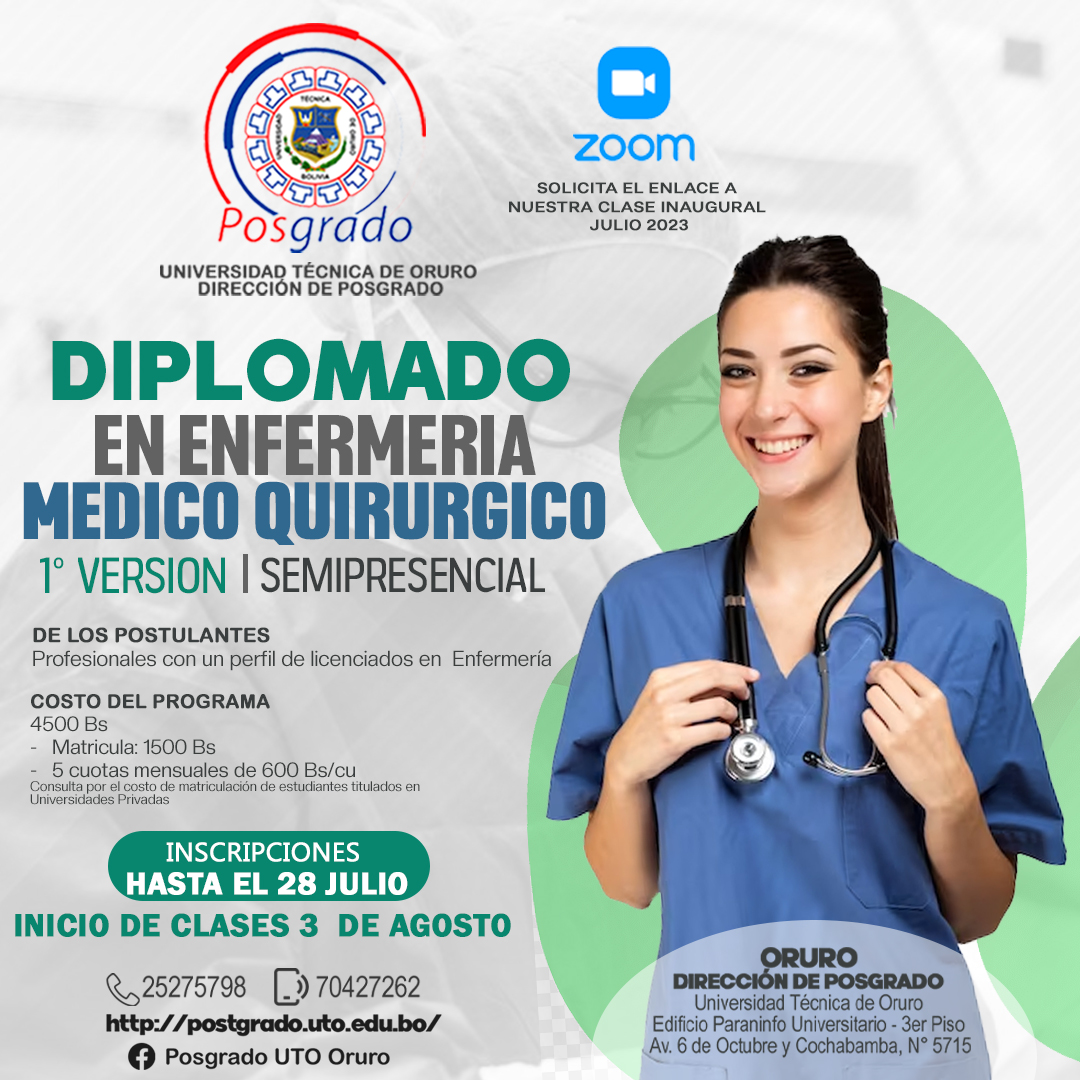 TÉCNICA
UNIVERSIDAD
DE ORURO
BOLIVIA
Posgrado
UNIVERSIDAD TÉCNICA DE ORURO
DIRECCIÓN DE POSGRADO
zoom
SOLICITA EL ENLACE A
NUESTRA CLASE INAUGURAL
JULIO 2023
DIPLOMADO
EN ENFERMERIA
MEDICO QUIRURGICO
1° VERSION | SEMIPRESENCIAL
DE LOS POSTULANTES
Profesionales con un perfil de licenciados en Enfermería
COSTO DEL PROGRAMA
4500 Bs
- Matricula: 1500 Bs
- 5 cuotas mensuales de 600 Bs/cu
Consulta por el costo de matriculación de estudiantes titulados en
Universidades Privadas
INSCRIPCIONES
HASTA EL 28 JULIO
INICIO DE CLASES 3 DE AGOSTO
25275798 70427262
http://postgrado.uto.edu.bo/
Posgrado UTO Oruro
ORURO
DIRECCIÓN DE POSGRADO
Universidad Técnica de Oruro
Edificio Paraninfo Universitario - 3er Piso
Av. 6 de Octubre y Cochabamba, N° 5715